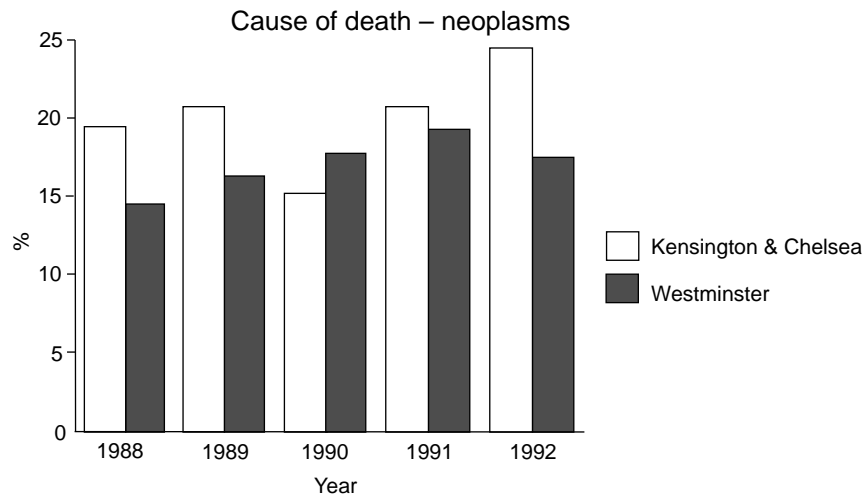 Cause of death – neoplasms
25
20
15
10
5
0
%
1988 1989 1990 1991 1992
Year
Kensington & Chelsea
Westminster